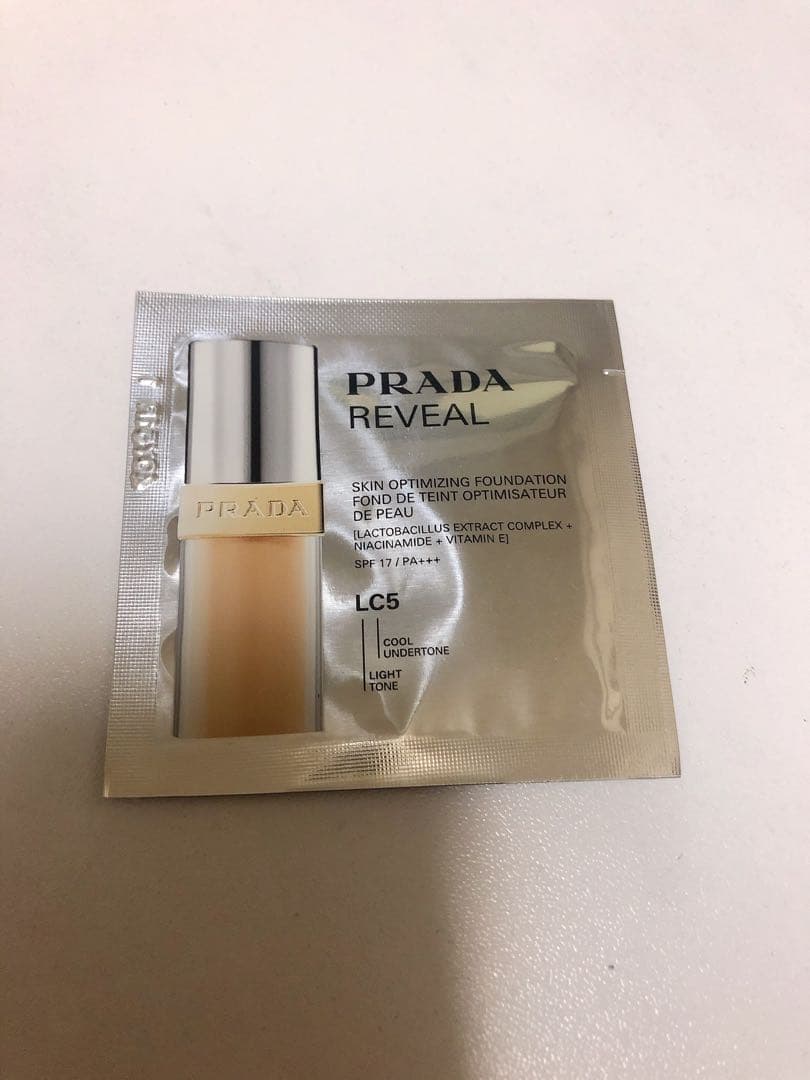 PRADA
REVEAL
SKIN OPTIMIZING FOUNDATION
FOND DE TEINT OPTIMISATEUR
DE PEAU
[LACTOBACILLUS EXTRACT COMPLEX +
NIACINAMIDE + VITAMIN E]
SPF 17 / PA+++
LC5
COOL
UNDERTONE
LIGHT
TONE
PRADA